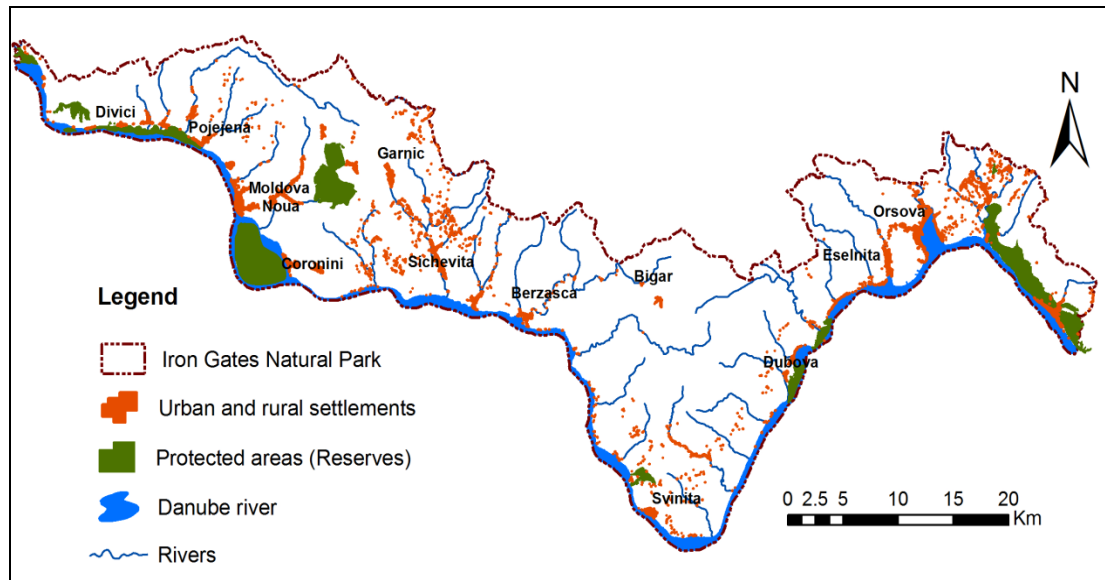 N
Divici
Pojejena
Garnic
Moldova
Noua
Orsova
Eselnita
Coronini
Sichevita
Bigar
Berzasca
Dubova
Svinita
Legend
Iron Gates Natural Park
Urban and rural settlements
Protected areas (Reserves)
Danube river
Rivers
0 2.5 5 10 15 20
Km